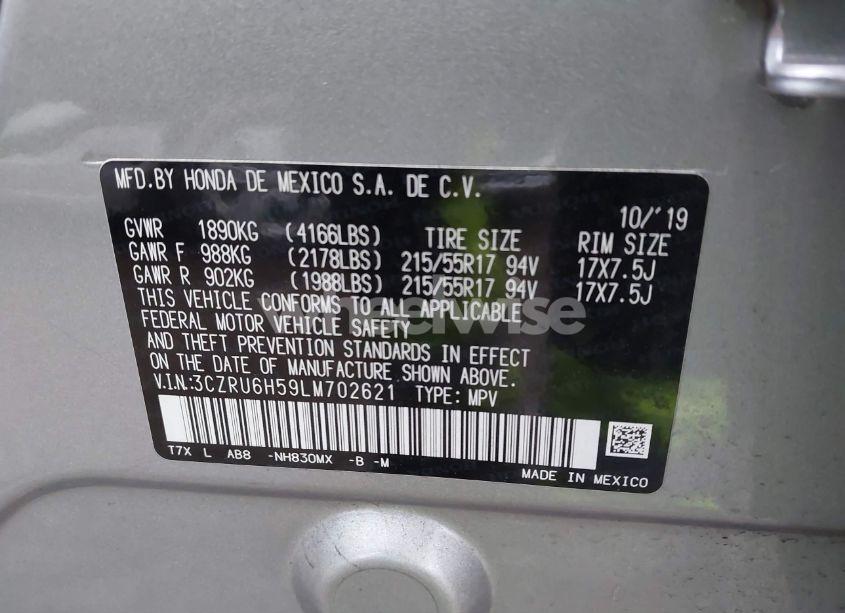 MFD.BY HONDA DE MEXICO S.A. DE C.V.
10/'19
GVWR 1890KG (4166LBS) TIRE SIZE RIM SIZE
GAWR F 988KG (2178LBS) 215/55R17 94V 17X7.5J
GAWR R 902KG (1988LBS) 215/55R17 94V 17X7.5J
THIS VEHICLE CONFORMS TO ALL APPLICABLE
FEDERAL MOTOR VEHICLE SAFETY
AND THEFT PREVENTION STANDARDS IN EFFECT
ON THE DATE OF MANUFACTURE SHOWN ABOVE.
V.I.N.:3CZRU6H59LM702621 TYPE: MPV
T7X L AB8 -NH830MX -B -M
MADE IN MEXICO
wheelwise